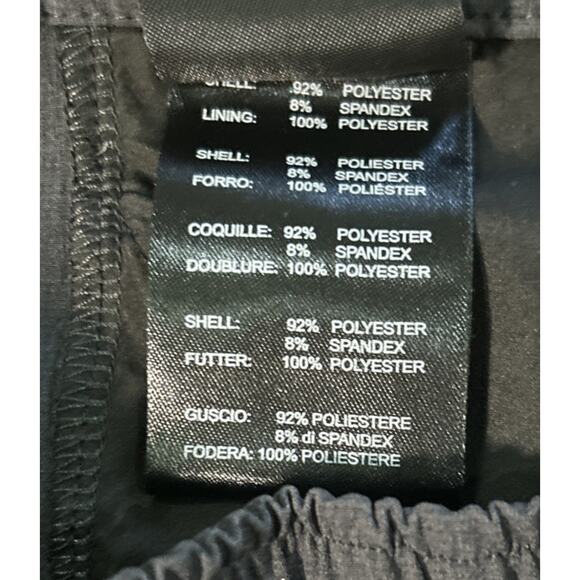 SHELL: .92% POLYESTER
8% SPANDEX
LINING: 100% POLYESTER
SHELL: 92% POLIESTER
8% SPANDEX
FORRO: 100% POLIÉSTER
COQUILLE: 92% POLYESTER
8% SPANDEX
DOUBLURE: 100% POLYESTER
SHELL: 92% POLYESTER
8% SPANDEX
FUTTER: 100% POLYESTER
GUSCIO: 92% POLIESTERE
8% di SPANDEX
FODERA: 100% POLIESTERE